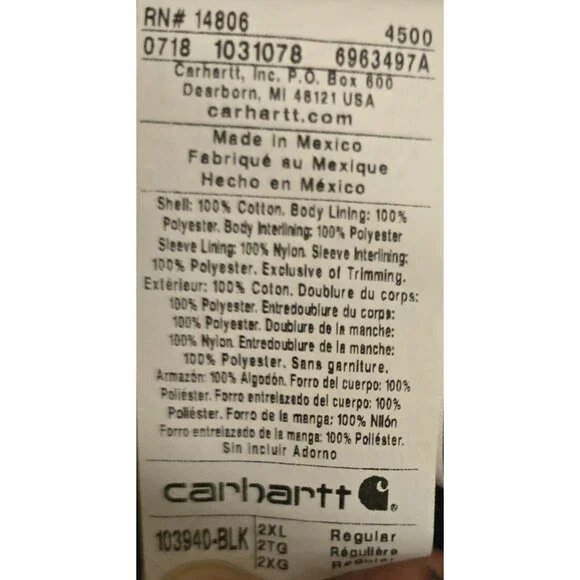 RN# 14806 4500
0718 1031078 6963497A
Carhartt, Inc. P.O. Box 600
Dearborn, MI 48121 USA
carhartt.com
Made in Mexico
Fabriqué au Mexique
Hecho en México
Shell: 100% Cotton. Body Lining: 100%
Polyester. Body Interlining: 100% Polyester
Sleeve Lining: 100% Nylon. Sleeve Interlining:
100% Polyester. Exclusive of Trimming.
Extérieur: 100% Coton. Doublure du corps:
100% Polyester. Entredoublure du corps:
100% Polyester. Doublure de la manche:
100% Nylon. Entredoublure de la manche:
100% Polyester. Sans garniture.
Armazón: 100% Algodón. Forro del cuerpo: 100%
Poliéster. Forro entrelazado del cuerpo: 100%
Poliéster. Forro de la manga: 100% Nilón
Forro entrelazado de la manga: 100% Poliéster.
Sin incluir Adorno
carhartt
103940-BLK 2XL Regular
2TG Régulière
2XG